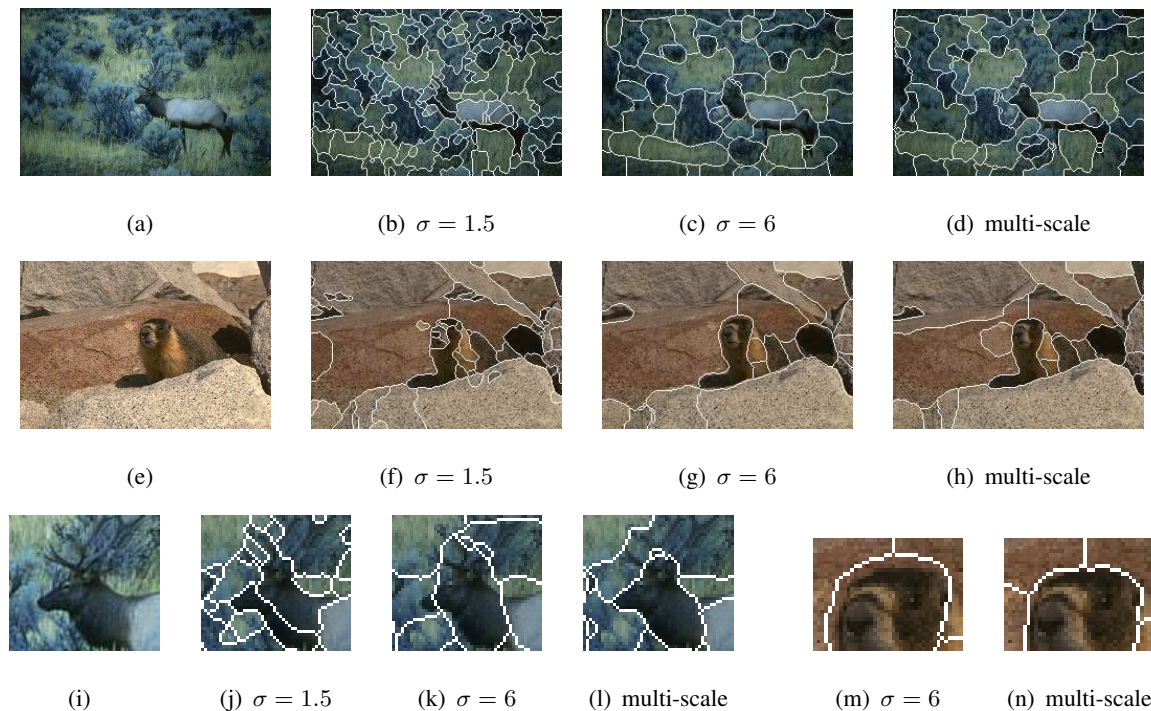 (a) (b) σ = 1.5 (c) σ = 6 (d) multi-scale
(e) (f) σ = 1.5 (g) σ = 6 (h) multi-scale
(i) (j) σ = 1.5 (k) σ = 6 (l) multi-scale (m) σ = 6 (n) multi-scale